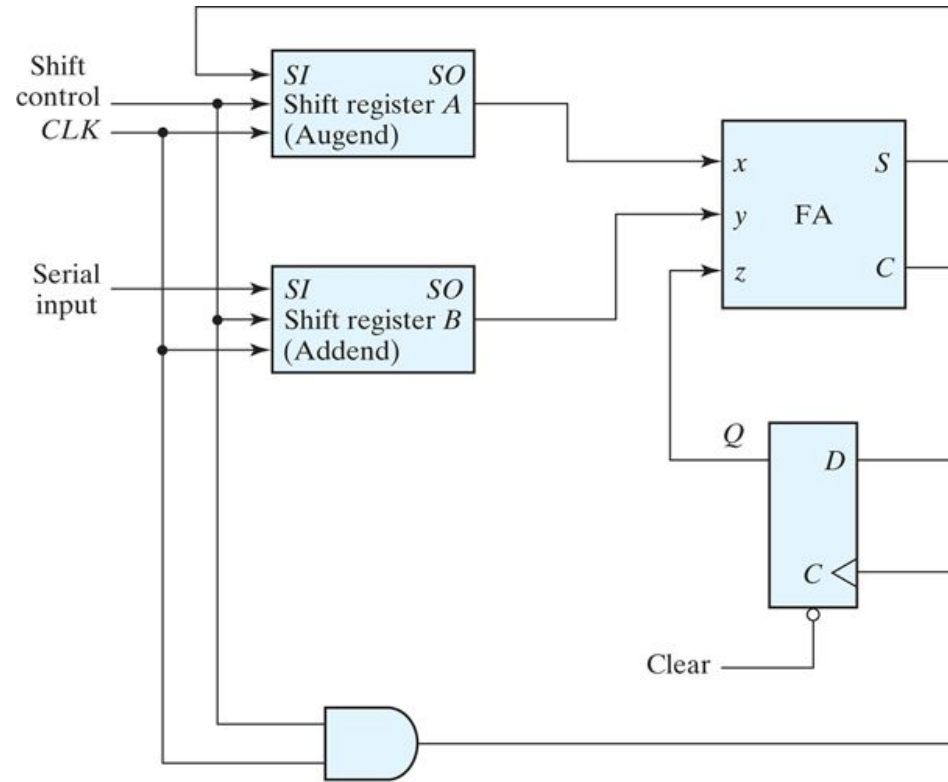 Shift
control
CLK
SI SO
Shift register A
(Augend)
x S
y FA
z C
Serial
input
SI SO
Shift register B
(Addend)
Q
D
C
Clear